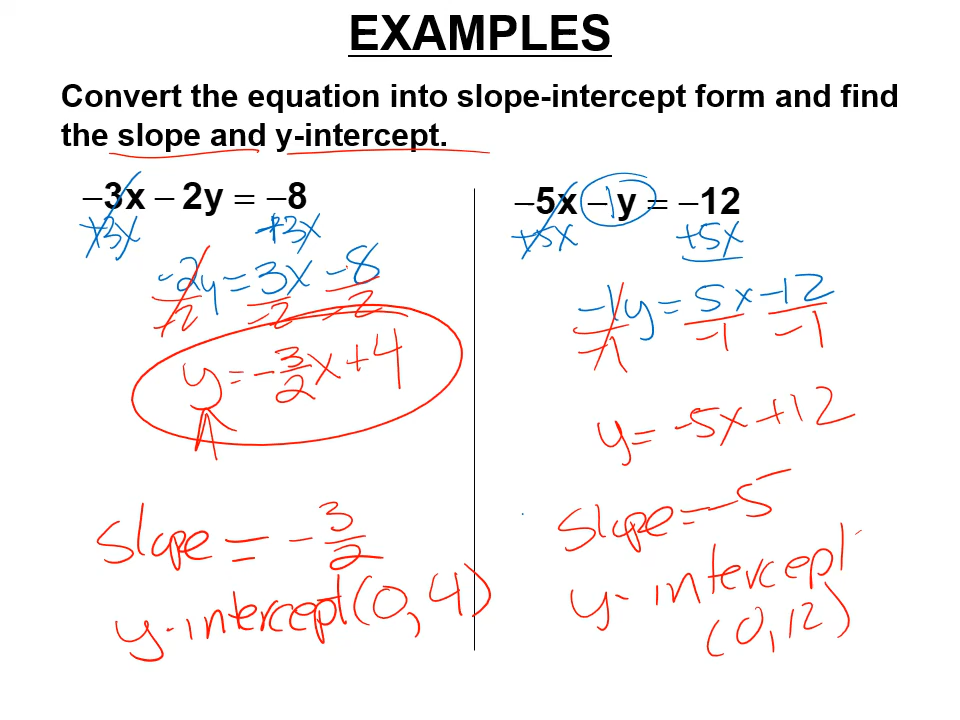 EXAMPLES
Convert the equation into slope-intercept form and find
the slope and y-intercept.
−3x − 2y = −8
+3x +3x
-2y = 3x - 8
-2 -2 -2
y = -3/2x + 4
slope = -3/2
y-intercept (0, 4)
−5x − 1y = −12
+5x +5x
-1y = 5x - 12
-1 -1 -1
y = -5x + 12
slope = -5
y-intercept
(0, 12)